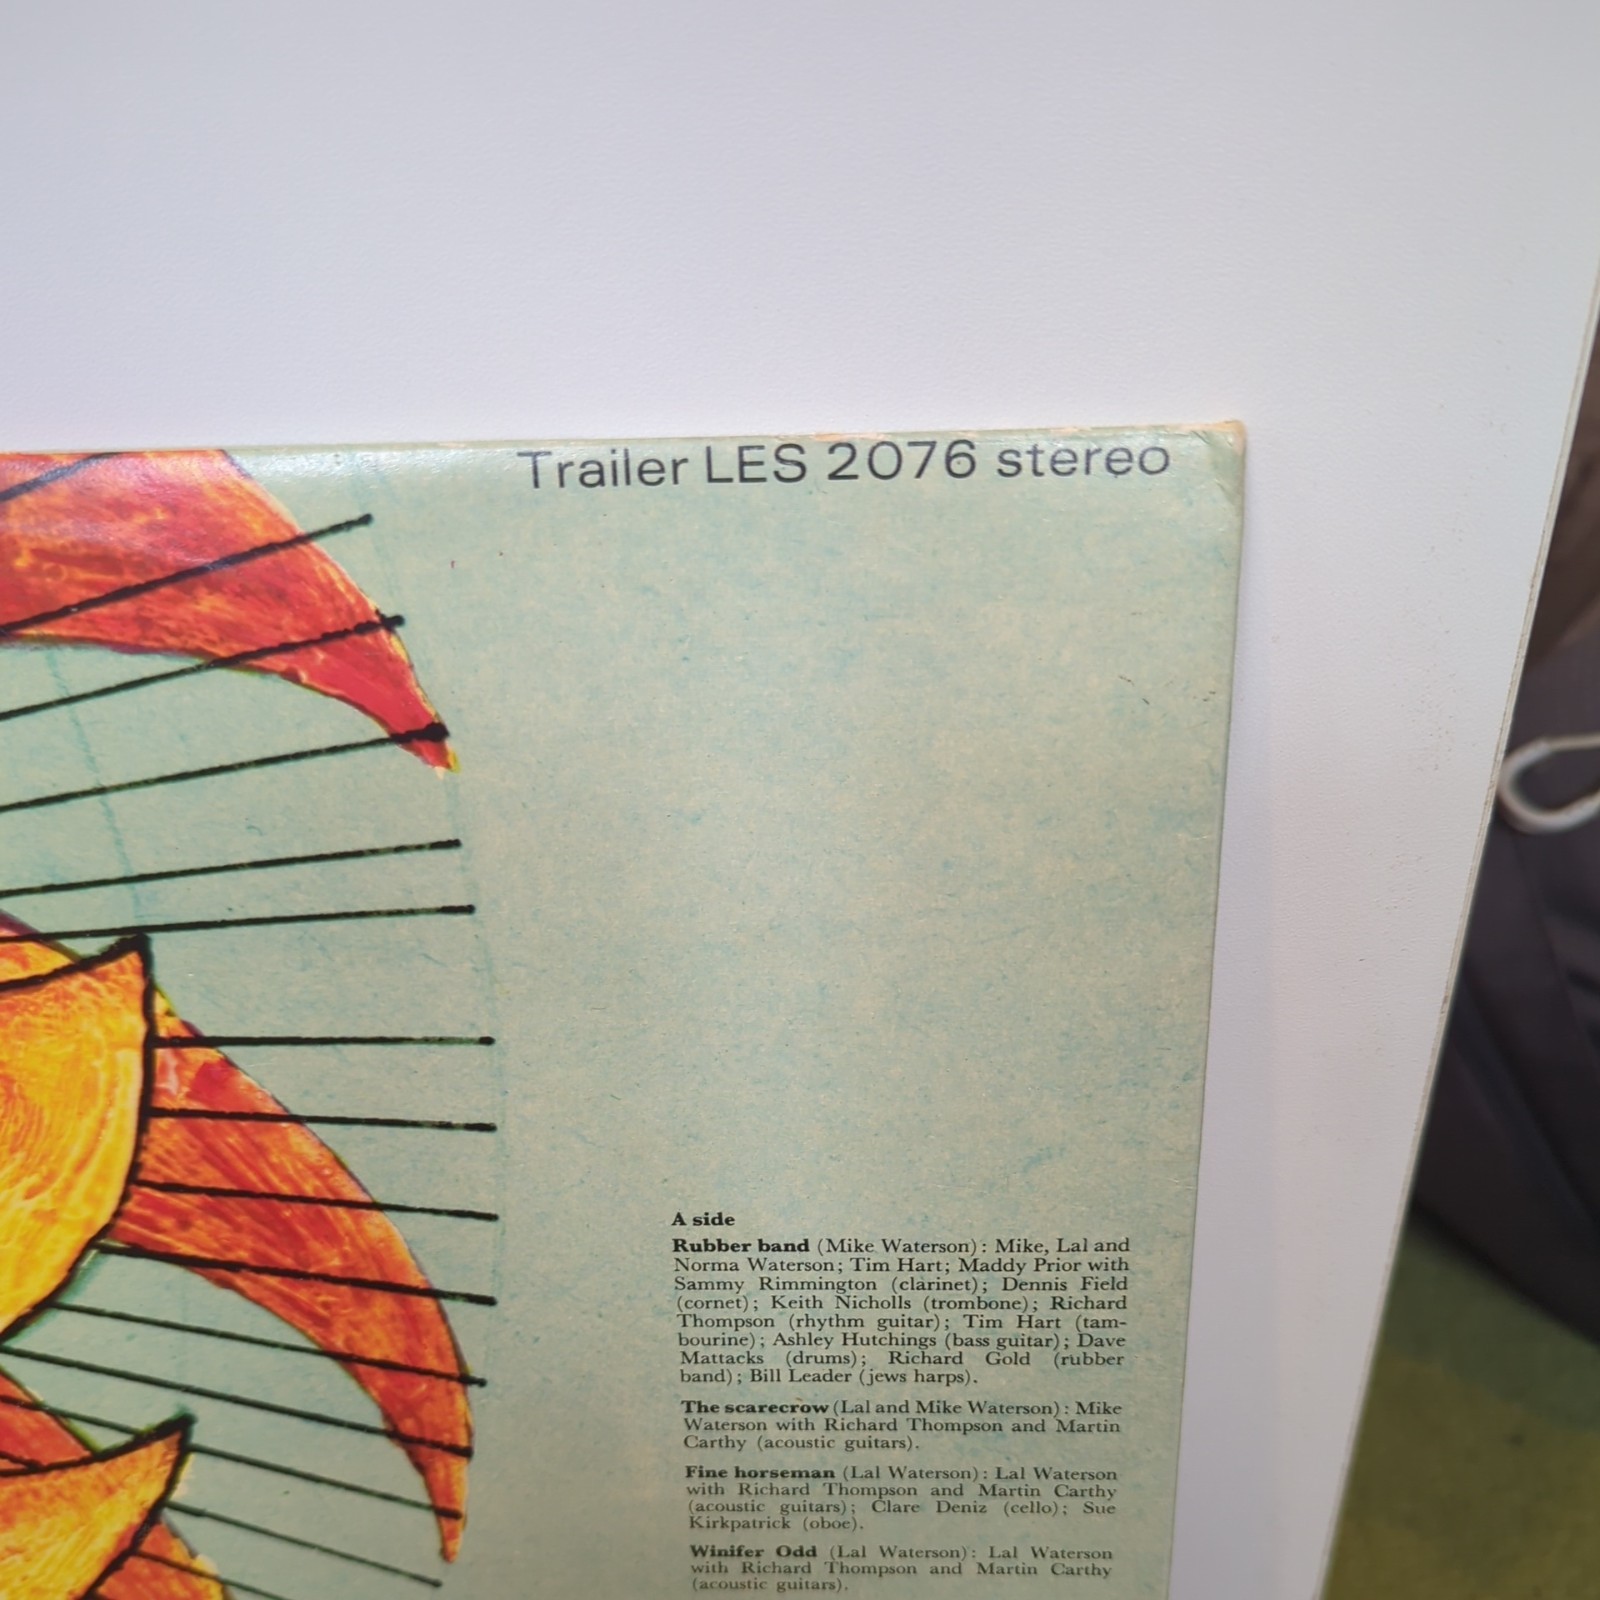 Trailer LES 2076 stereo
A side
Rubber band (Mike Waterson): Mike, Lal and
Norma Waterson; Tim Hart; Maddy Prior with
Sammy Rimmington (clarinet); Dennis Field
(cornet); Keith Nicholls (trombone); Richard
Thompson (rhythm guitar); Tim Hart (tam-
bourine); Ashley Hutchings (bass guitar); Dave
Mattacks (drums); Richard Gold (rubber
band); Bill Leader (jews harps).
The scarecrow (Lal and Mike Waterson): Mike
Waterson with Richard Thompson and Martin
Carthy (acoustic guitars).
Fine horseman (Lal Waterson): Lal Waterson
with Richard Thompson and Martin Carthy
(acoustic guitars); Clare Deniz (cello); Sue
Kirkpatrick (oboe).
Winifer Odd (Lal Waterson): Lal Waterson
with Richard Thompson and Martin Carthy
(acoustic guitars).